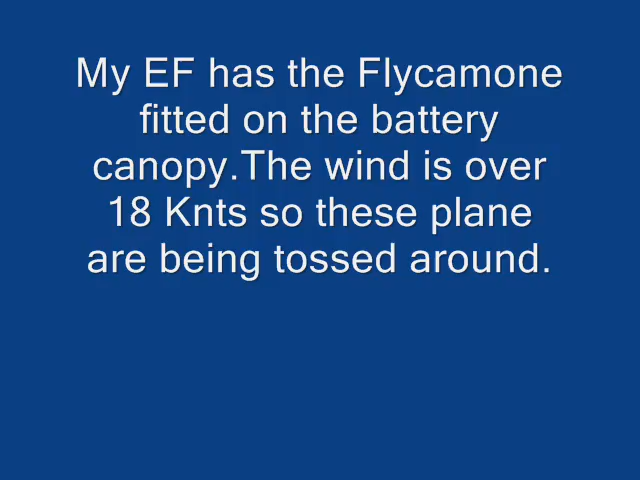 My EF has the Flycamone
fitted on the battery
canopy.The wind is over
18 Knts so these plane
are being tossed around.